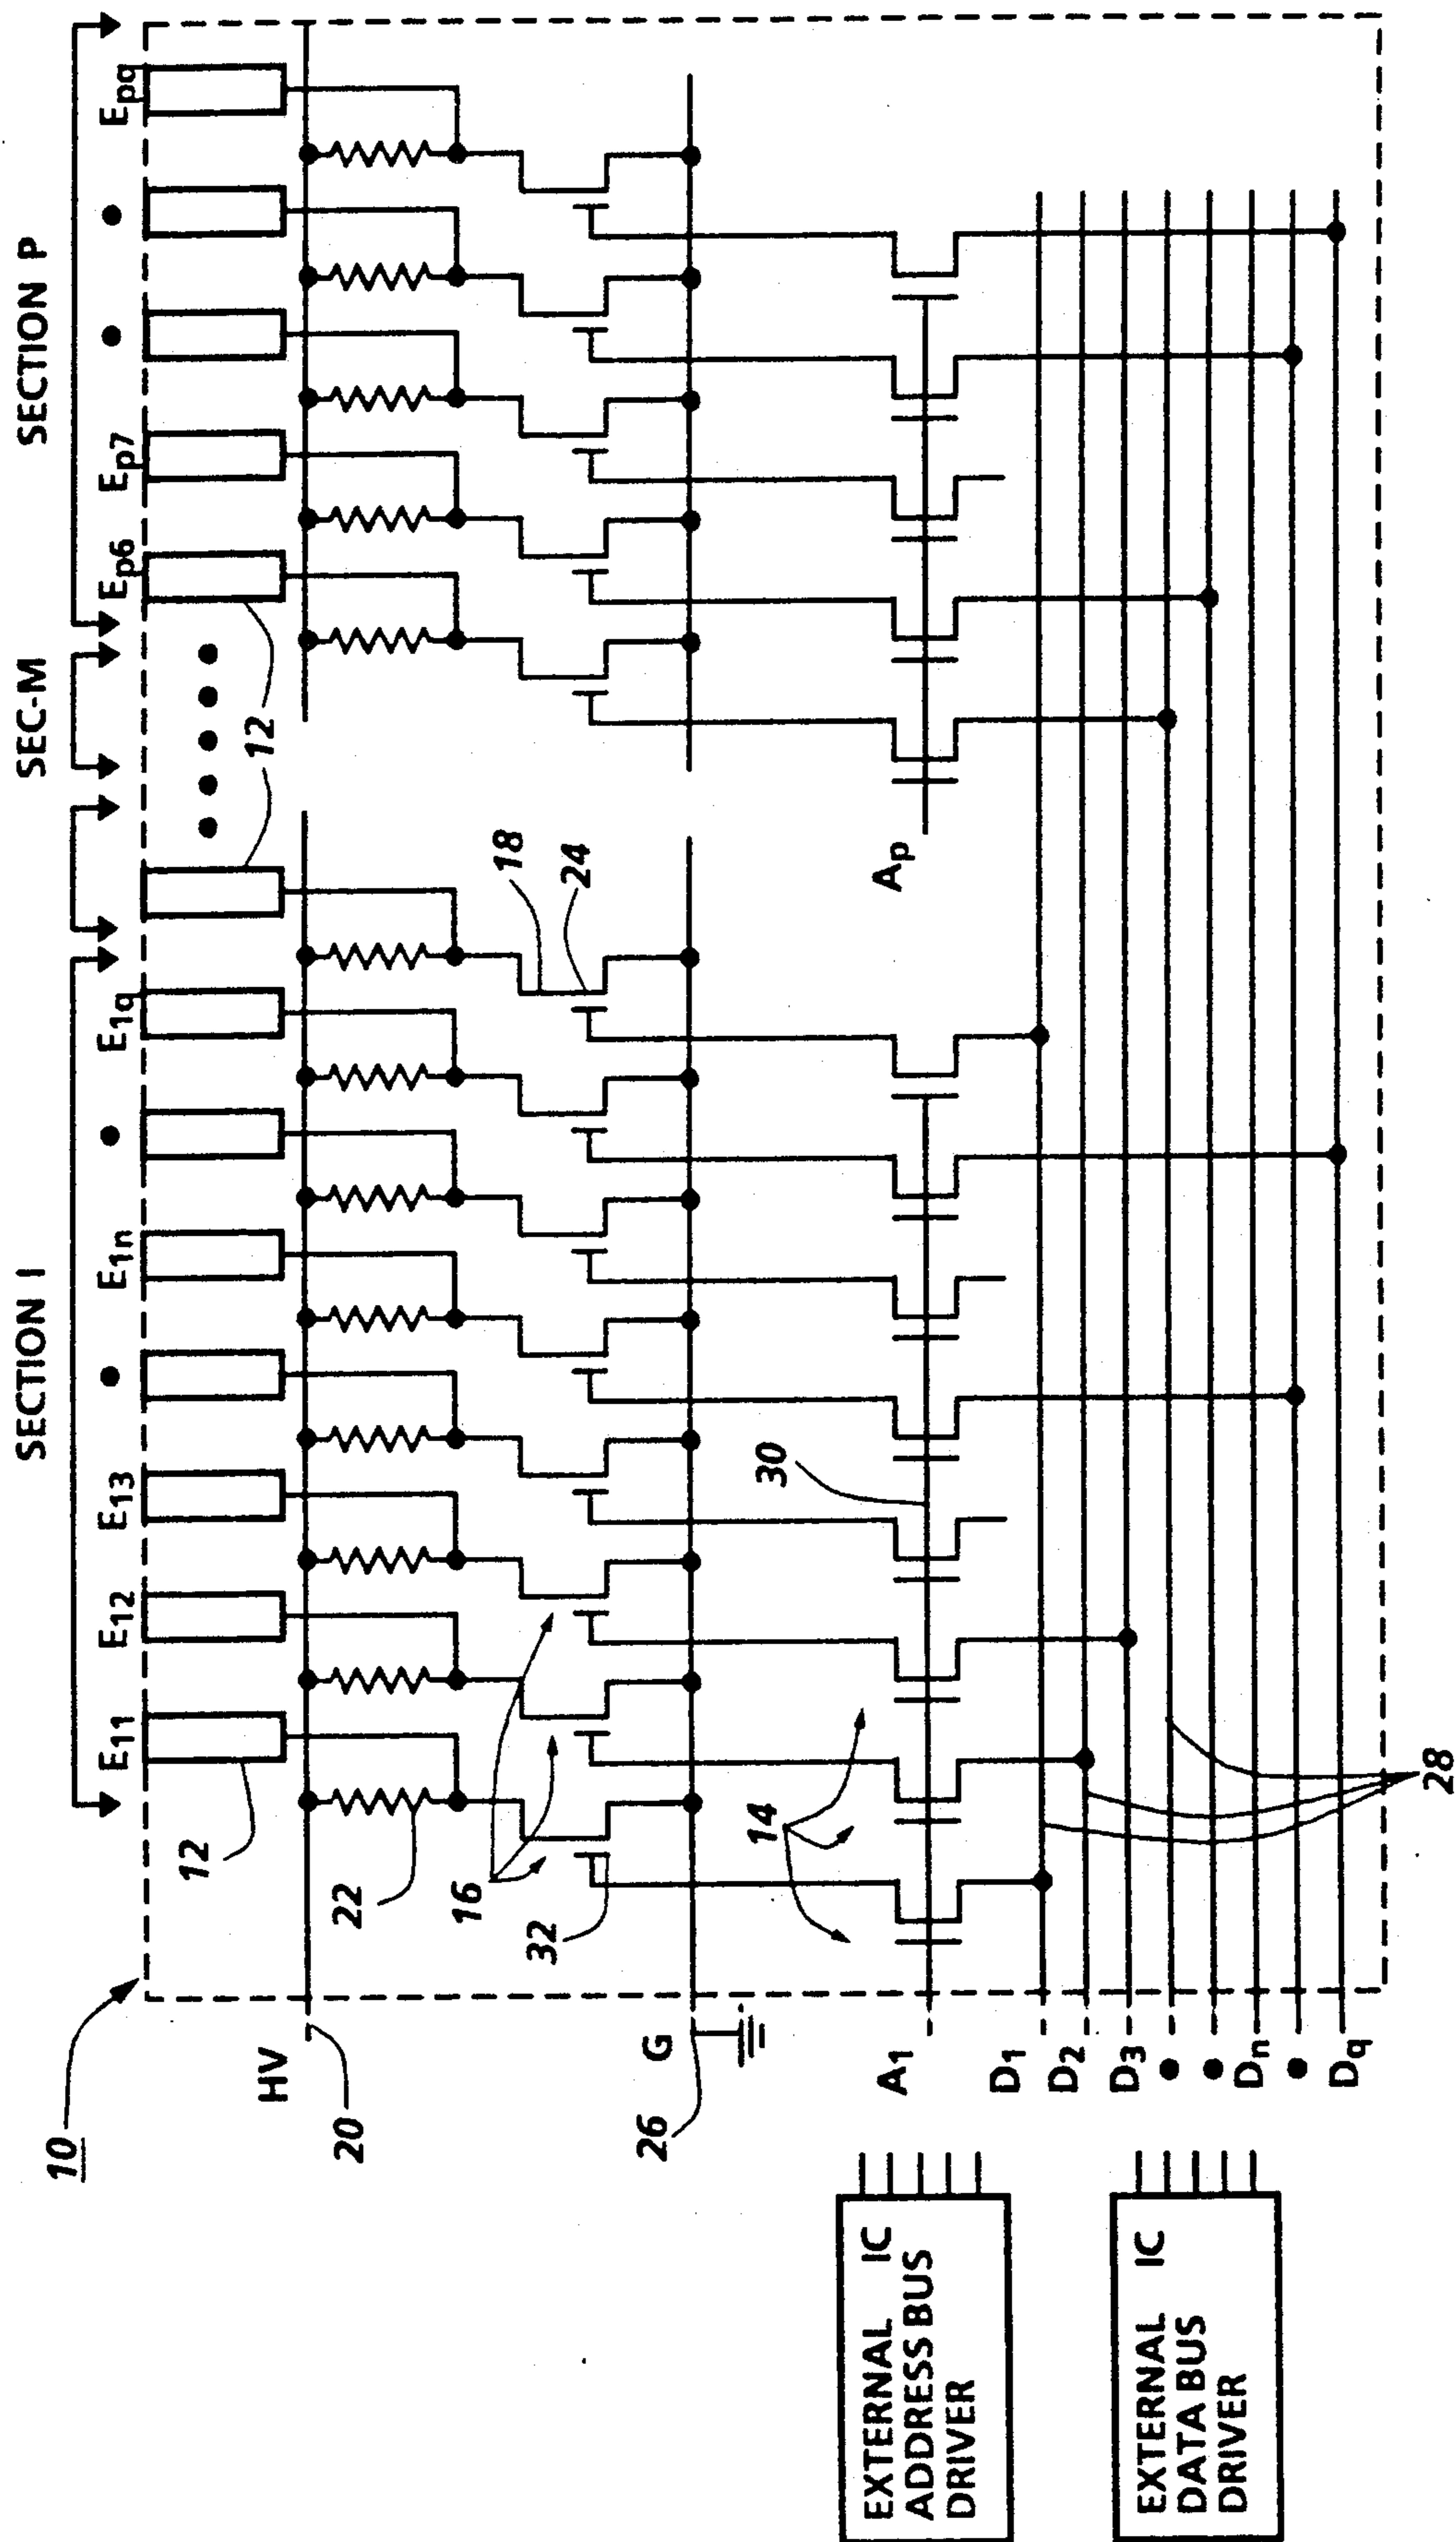 SECTION I
SEC-M
SECTION P
10
E11
E12
E13
●
E1n
●
E1q
Ep6
Ep7
●
●
Epq
12
12
HV
20
22
16
18
24
32
G
26
14
30
A1
Ap
D1
D2
D3
●
●
Dn
●
Dq
28
EXTERNAL IC
ADDRESS BUS
DRIVER
EXTERNAL IC
DATA BUS
DRIVER